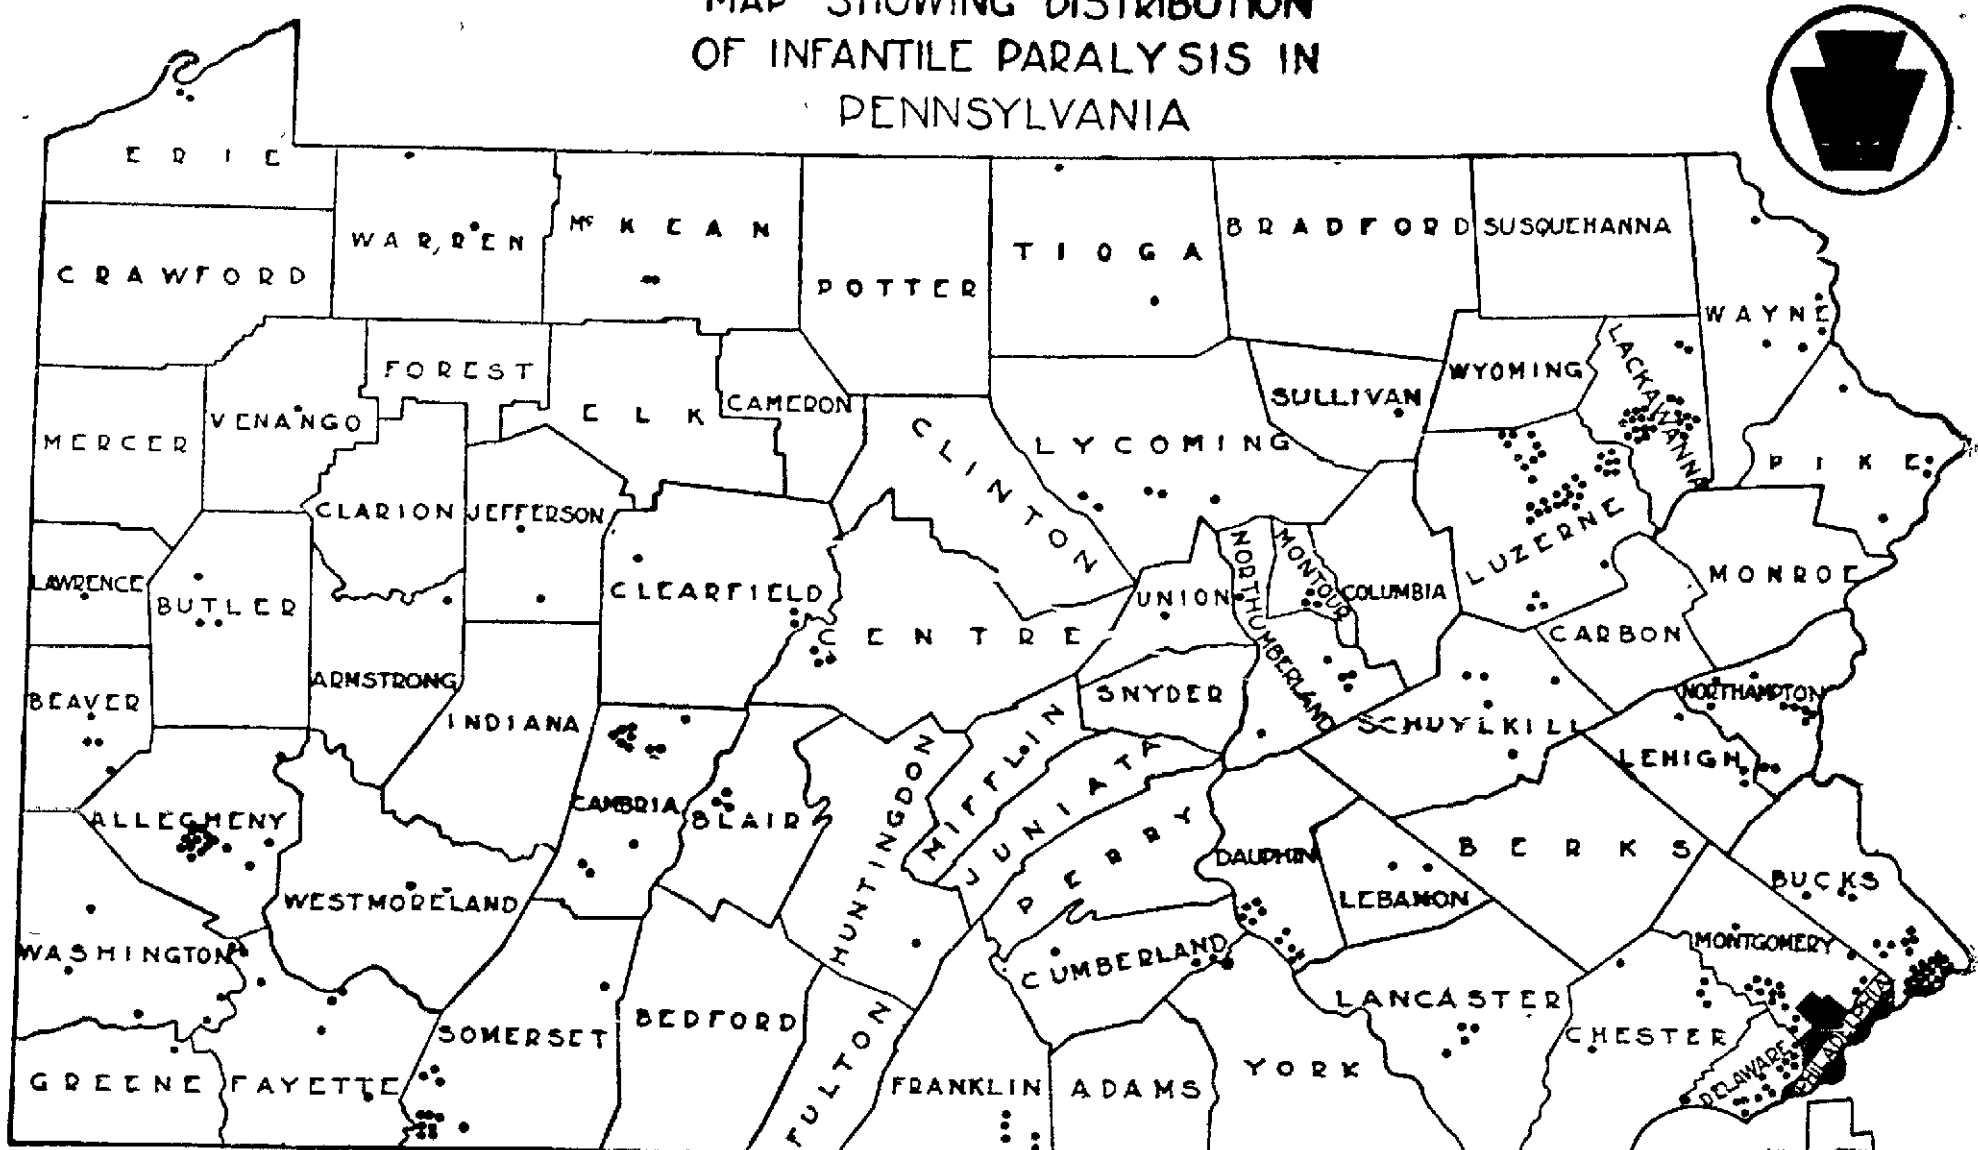 MAP SHOWING DISTRIBUTION
OF INFANTILE PARALYSIS IN
PENNSYLVANIA
ERIE
CRAWFORD
WARREN
McKEAN
POTTER
TIOGA
BRADFORD
SUSQUEHANNA
WAYNE
FOREST
VENANGO
MERCER
ELK
CAMERON
CLINTON
LYCOMING
SULLIVAN
WYOMING
LACKAWANNA
PIKE
CLARION
JEFFERSON
LUZERNE
LAWRENCE
BUTLER
CLEARFIELD
CENTRE
UNION
NORTHUMBERLAND
MONTOUR
COLUMBIA
MONROE
CARBON
BEAVER
ARMSTRONG
INDIANA
SNYDER
NORTHAMPTON
SCHUYLKILL
LEHIGH
ALLEGHENY
CAMBRIA
BLAIR
HUNTINGDON
MIFFLIN
JUNIATA
PERRY
DAUPHIN
LEBANON
BERKS
BUCKS
WESTMORELAND
WASHINGTON
CUMBERLAND
MONTGOMERY
SOMERSET
BEDFORD
FULTON
LANCASTER
CHESTER
DELAWARE
PHILADELPHIA
GREENE
FAYETTE
FRANKLIN
ADAMS
YORK